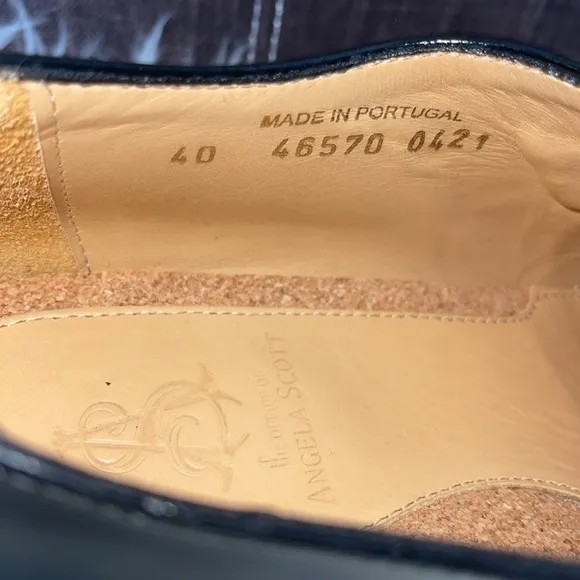 MADE IN PORTUGAL
40 46570 0421
the OFFICE OF
ANGELA SCOTT